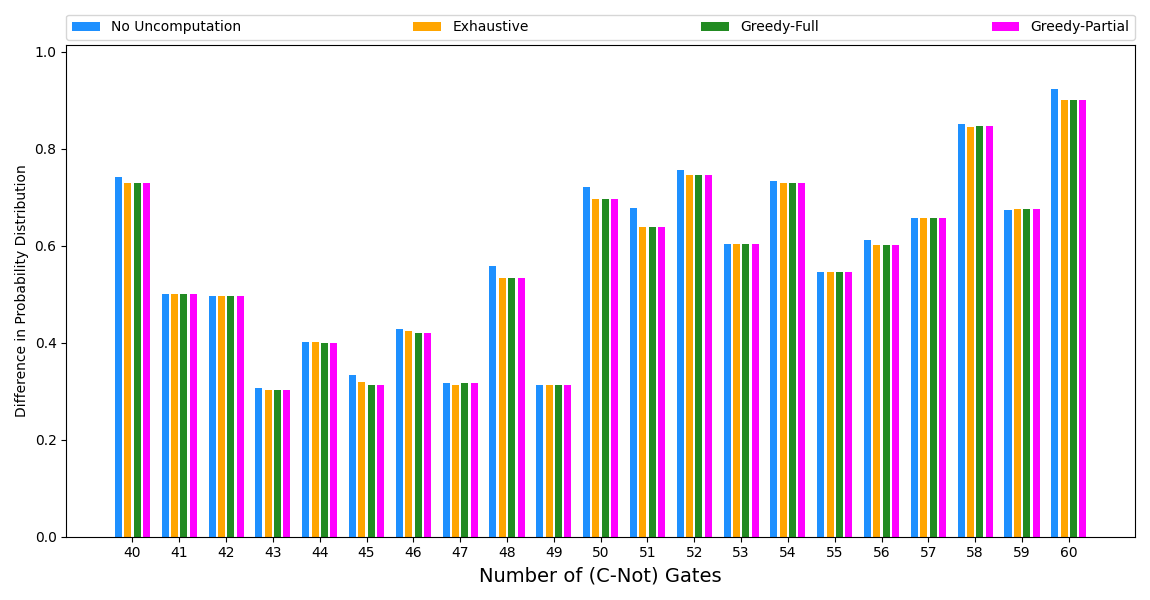 No Uncomputation Exhaustive Greedy-Full Greedy-Partial
1.0
0.8
0.6
0.4
0.2
0.0
Difference in Probability Distribution
40 41 42 43 44 45 46 47 48 49 50 51 52 53 54 55 56 57 58 59 60
Number of (C-Not) Gates